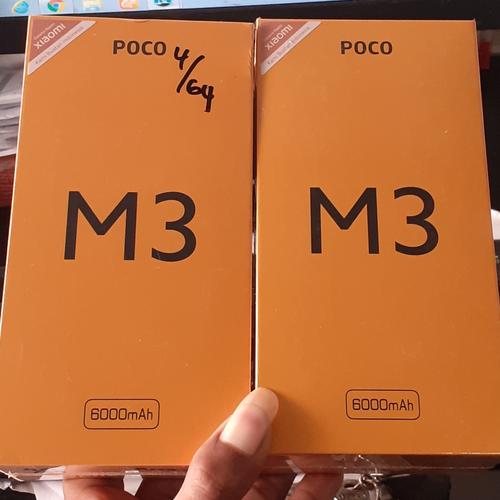 xiaomi
POCO
4/64
M3
6000mAh
xiaomi
POCO
M3
6000mAh